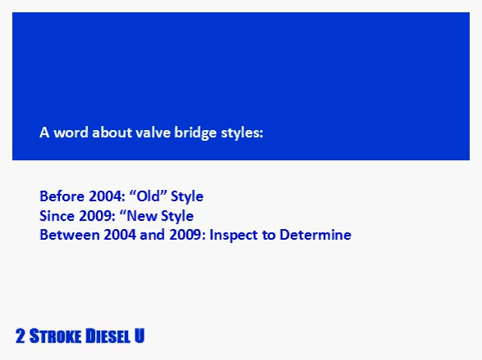 A word about valve bridge styles:
Before 2004: “Old” Style
Since 2009: “New Style
Between 2004 and 2009: Inspect to Determine
2 STROKE DIESEL U